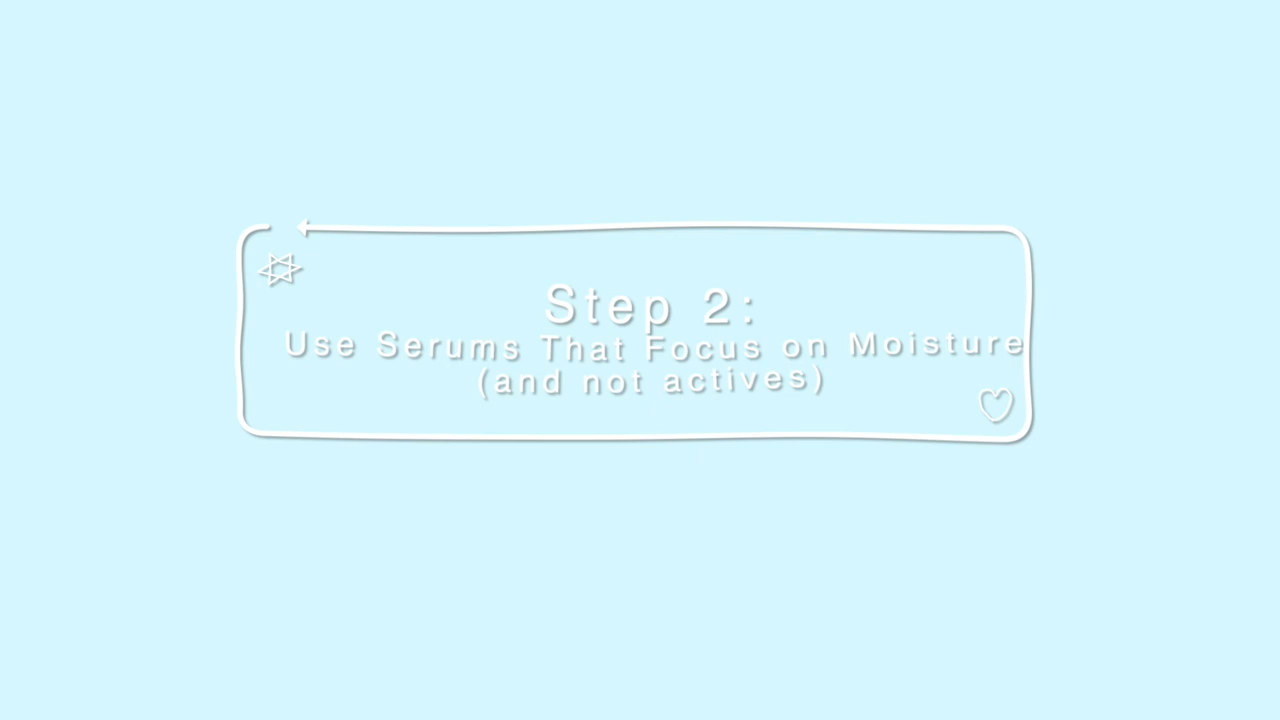 Step 2:
Use Serums That Focus on Moisture
(and not actives)